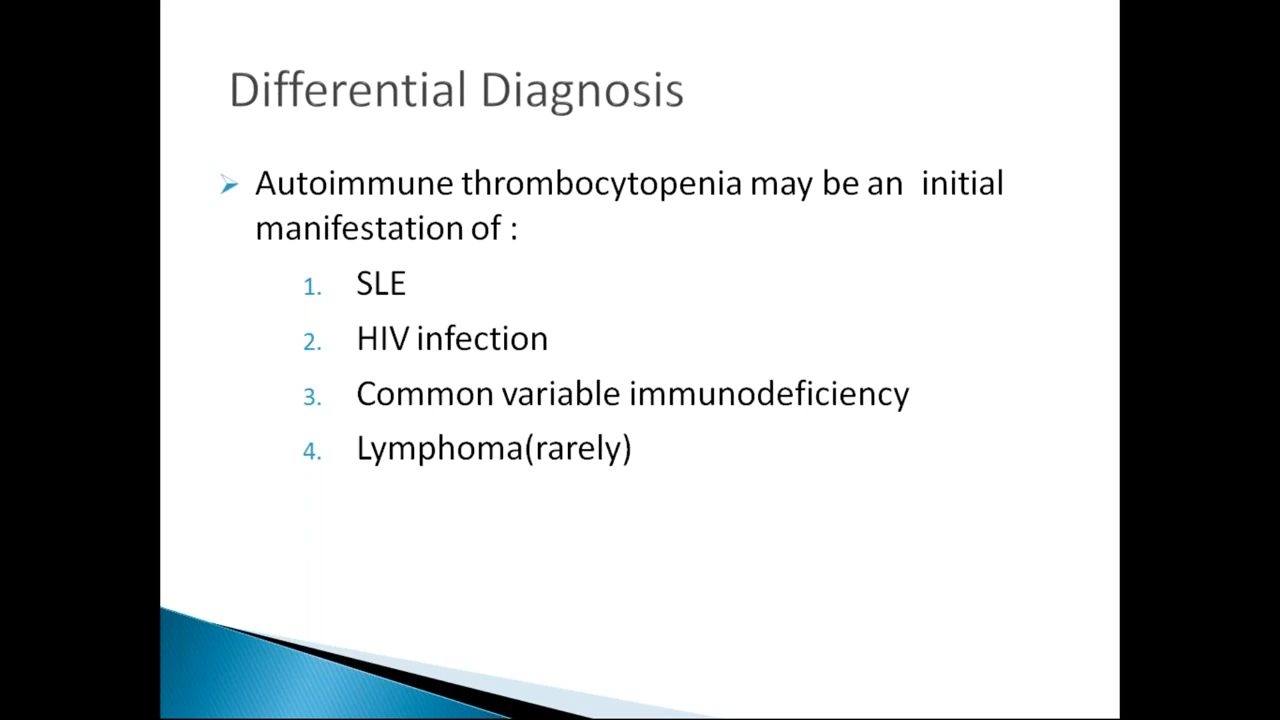 Differential Diagnosis
Autoimmune thrombocytopenia may be an initial
manifestation of :
1. SLE
2. HIV infection
3. Common variable immunodeficiency
4. Lymphoma(rarely)